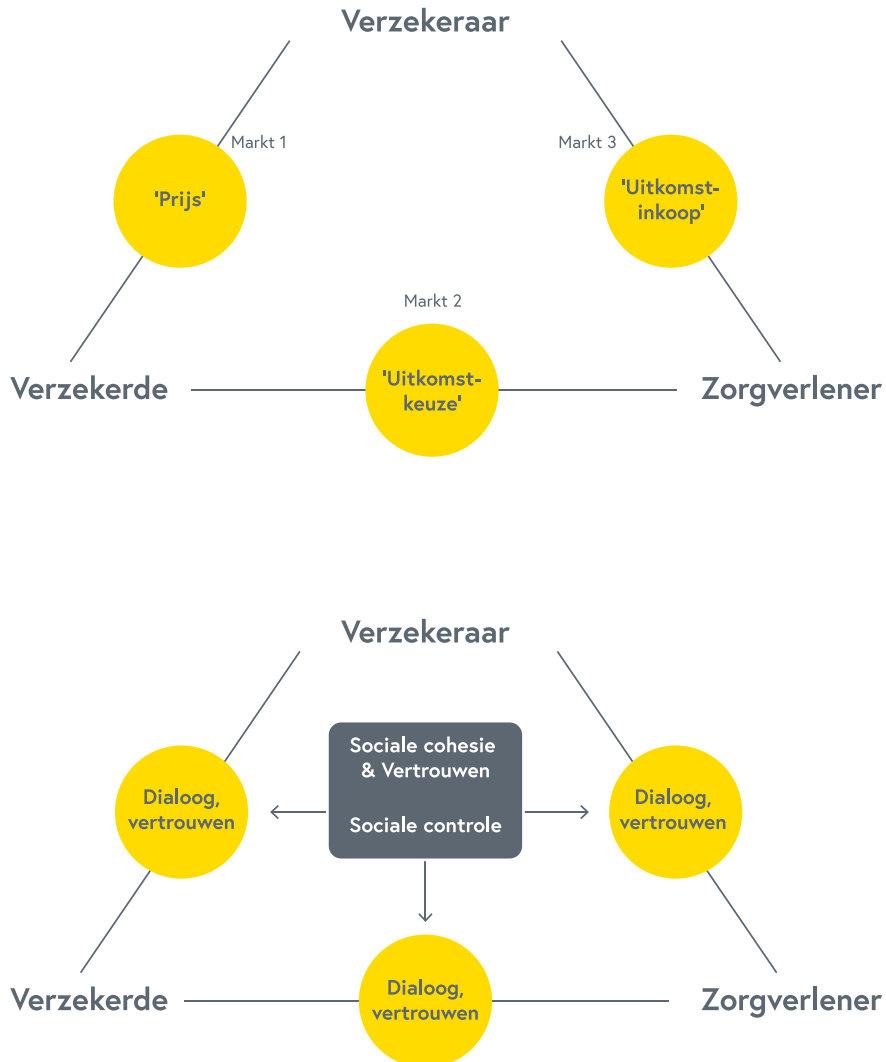 Verzekeraar
Markt 1
Markt 3
'Prijs'
'Uitkomst-
inkoop'
Markt 2
Verzekerde
'Uitkomst-
keuze'
Zorgverlener
Verzekeraar
Sociale cohesie
& Vertrouwen
Sociale controle
Dialoog,
vertrouwen
Dialoog,
vertrouwen
Verzekerde
Dialoog,
vertrouwen
Zorgverlener